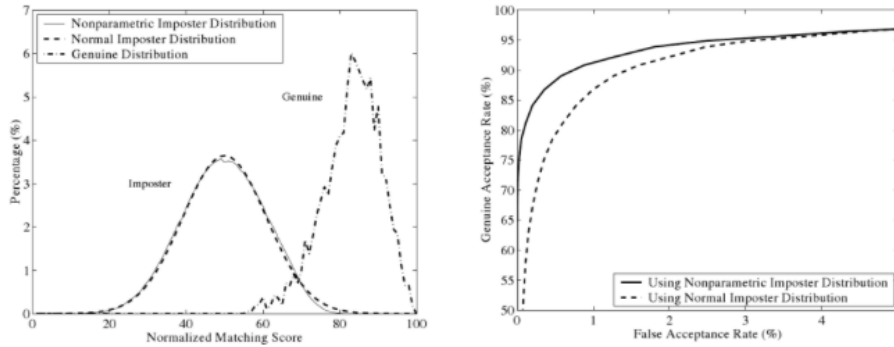 Nonparametric Imposter Distribution
Normal Imposter Distribution
Genuine Distribution
Genuine
Imposter
Percentage (%)
7
6
5
4
3
2
1
0
0 20 40 60 80 100
Normalized Matching Score
Genuine Acceptance Rate (%)
100
95
90
85
80
75
70
65
60
55
50
Using Nonparametric Imposter Distribution
Using Normal Imposter Distribution
0 1 2 3 4
False Acceptance Rate (%)